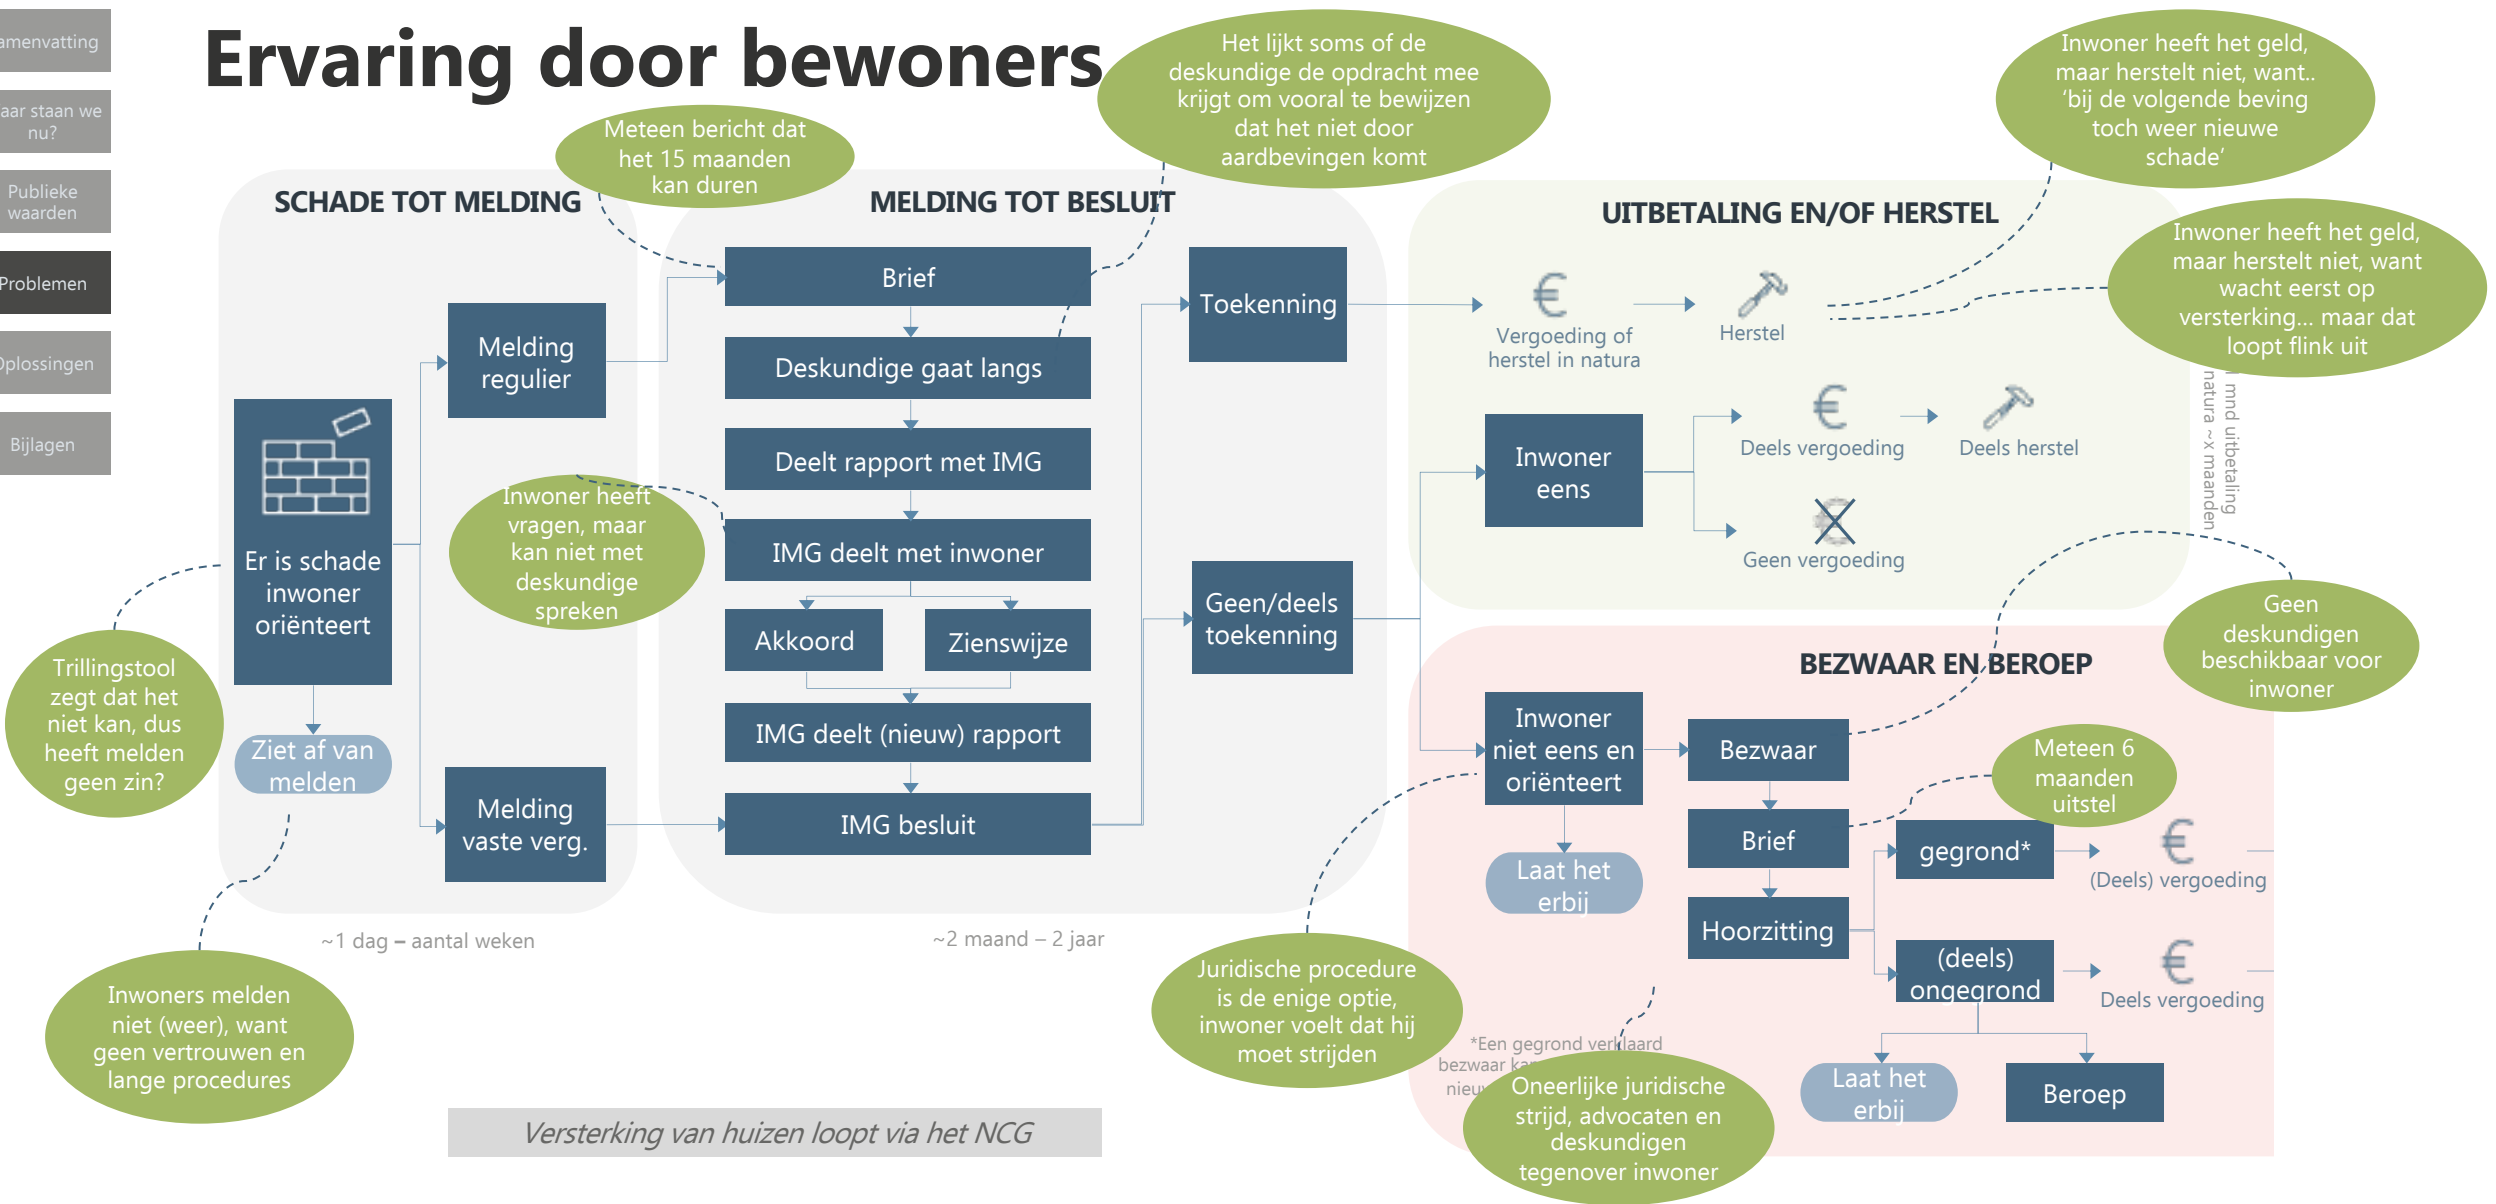 amenvatting
aar staan we
nu?
Publieke
waarden
Problemen
Oplossingen
Bijlagen
Ervaring door bewoners
Meteen bericht dat
het 15 maanden
kan duren
Het lijkt soms of de
deskundige de opdracht mee
krijgt om vooral te bewijzen
dat het niet door
aardbevingen komt
Inwoner heeft het geld,
maar herstelt niet, want..
‘bij de volgende beving
toch weer nieuwe
schade’
Inwoner heeft het geld,
maar herstelt niet, want
wacht eerst op
versterking… maar dat
loopt flink uit
SCHADE TOT MELDING
Er is schade
inwoner
oriënteert
Ziet af van
melden
Melding
regulier
Melding
vaste verg.
Trillingstool
zegt dat het
niet kan, dus
heeft melden
geen zin?
Inwoners melden
niet (weer), want
geen vertrouwen en
lange procedures
~1 dag – aantal weken
MELDING TOT BESLUIT
Brief
Deskundige gaat langs
Deelt rapport met IMG
IMG deelt met inwoner
Akkoord
Zienswijze
IMG deelt (nieuw) rapport
IMG besluit
Inwoner heeft
vragen, maar
kan niet met
deskundige
spreken
Toekenning
Geen/deels
toekenning
~2 maand – 2 jaar
UITBETALING EN/OF HERSTEL
€
Vergoeding of
herstel in natura
Herstel
Inwoner
eens
€
Deels vergoeding
Deels herstel
€
Geen vergoeding
mnd uitbetaling
natura ~x maanden
BEZWAAR EN BEROEP
Inwoner
niet eens en
oriënteert
Laat het
erbij
Bezwaar
Brief
Hoorzitting
gegrond*
€
(Deels) vergoeding
(deels)
ongegrond
€
Deels vergoeding
Laat het
erbij
Beroep
Geen
deskundigen
beschikbaar voor
inwoner
Meteen 6
maanden
uitstel
Juridische procedure
is de enige optie,
inwoner voelt dat hij
moet strijden
*Een gegrond verklaard
bezwaar
Oneerlijke juridische
strijd, advocaten en
deskundigen
tegenover inwoner
Versterking van huizen loopt via het NCG